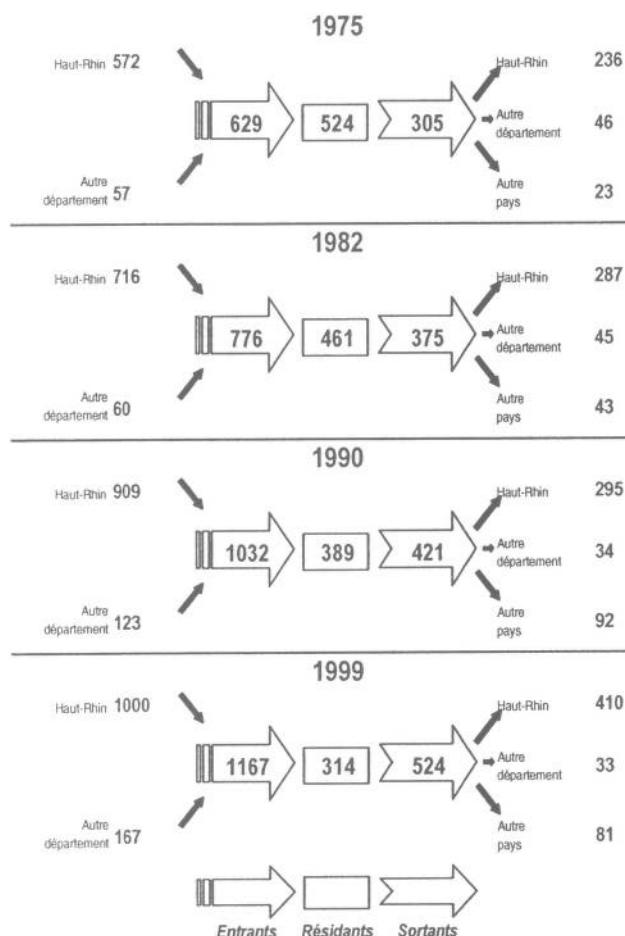 1975
Haut-Rhin 572
Haut-Rhin 236
629 524 305
Autre
département 46
Autre
département 57
Autre
pays 23
1982
Haut-Rhin 716
Haut-Rhin 287
776 461 375
Autre
département 45
Autre
département 60
Autre
pays 43
1990
Haut-Rhin 909
Haut-Rhin 295
1032 389 421
Autre
département 34
Autre
département 123
Autre
pays 92
1999
Haut-Rhin 1000
Haut-Rhin 410
1167 314 524
Autre
département 33
Autre
département 167
Autre
pays 81
Entrants Résidants Sortants